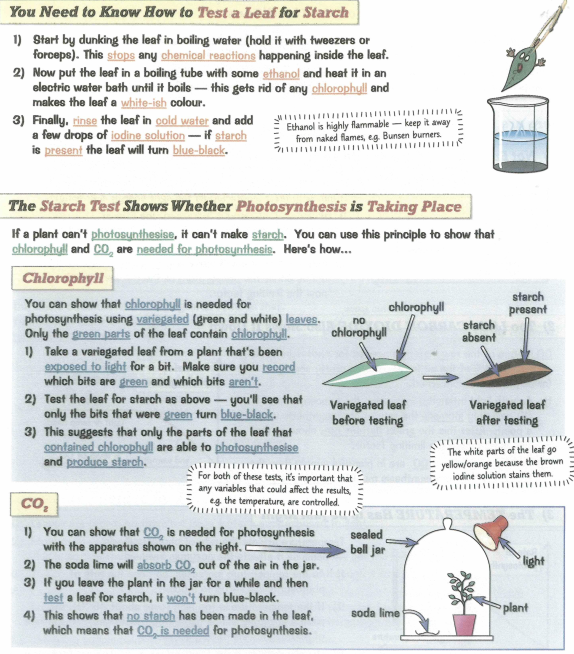 You Need to Know How to Test a Leaf for Starch
1) Start by dunking the leaf in boiling water (hold it with tweezers or
forceps). This stops any chemical reactions happening inside the leaf.
2) Now put the leaf in a boiling tube with some ethanol and heat it in an
electric water bath until it boils — this gets rid of any chlorophyll and
makes the leaf a white-ish colour.
3) Finally, rinse the leaf in cold water and add
a few drops of iodine solution — if starch
is present the leaf will turn blue-black.
Ethanol is highly flammable — keep it away
from naked flames, e.g. Bunsen burners.
The Starch Test Shows Whether Photosynthesis is Taking Place
If a plant can't photosynthesise, it can't make starch. You can use this principle to show that
chlorophyll and CO₂ are needed for photosynthesis. Here's how...
Chlorophyll
You can show that chlorophyll is needed for
photosynthesis using variegated (green and white) leaves.
Only the green parts of the leaf contain chlorophyll.
1) Take a variegated leaf from a plant that's been
exposed to light for a bit. Make sure you record
which bits are green and which bits aren't.
2) Test the leaf for starch as above — you'll see that
only the bits that were green turn blue-black.
3) This suggests that only the parts of the leaf that
contained chlorophyll are able to photosynthesise
and produce starch.
no
chlorophyll
chlorophyll
starch
absent
starch
present
Variegated leaf
before testing
Variegated leaf
after testing
The white parts of the leaf go
yellow/orange because the brown
iodine solution stains them.
For both of these tests, it's important that
any variables that could affect the results,
e.g. the temperature, are controlled.
CO₂
1) You can show that CO₂ is needed for photosynthesis
with the apparatus shown on the right.
2) The soda lime will absorb CO₂ out of the air in the jar.
3) If you leave the plant in the jar for a while and then
test a leaf for starch, it won't turn blue-black.
4) This shows that no starch has been made in the leaf,
which means that CO₂ is needed for photosynthesis.
sealed
bell jar
light
soda lime
plant